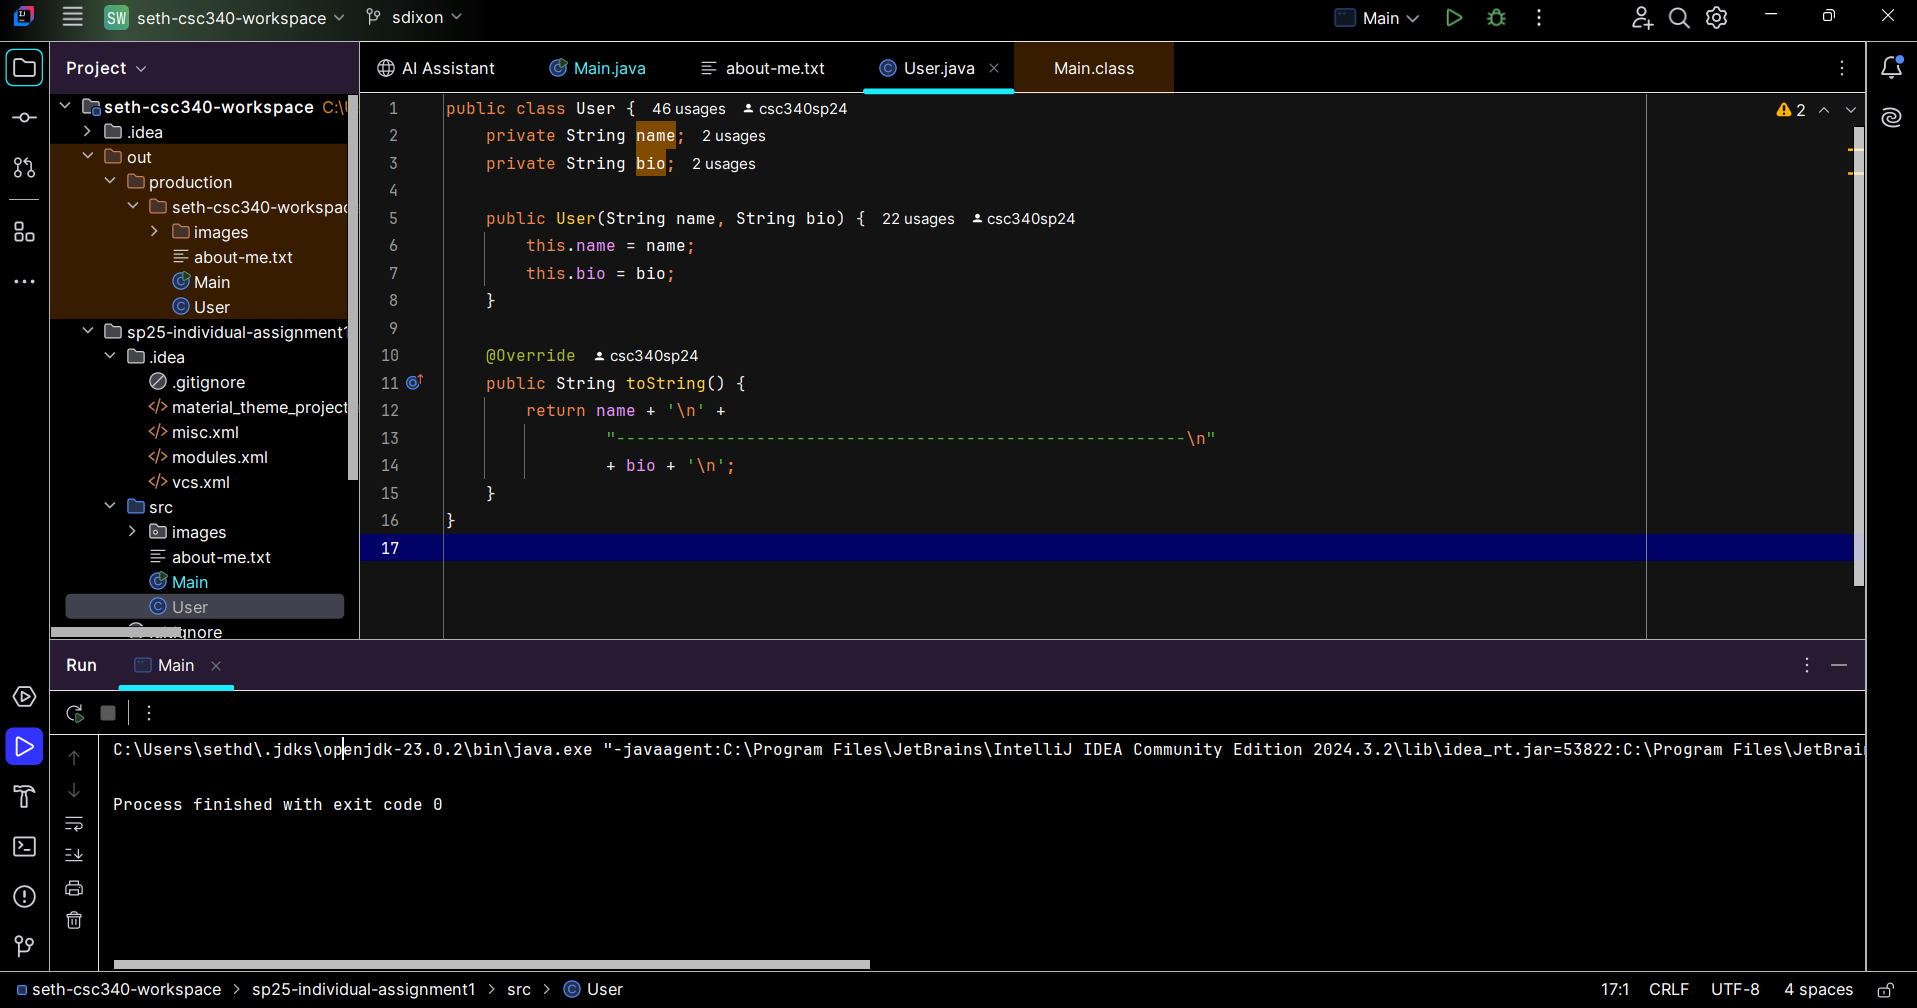 SW seth-csc340-workspace sdixon Main
Project
AI Assistant Main.java about-me.txt User.java Main.class
seth-csc340-workspace C:\
.idea
out
production
seth-csc340-workspac
images
about-me.txt
Main
User
sp25-individual-assignment1
.idea
.gitignore
material_theme_project
misc.xml
modules.xml
vcs.xml
src
images
about-me.txt
Main
User
1 public class User { 46 usages csc340sp24
2 private String name; 2 usages
3 private String bio; 2 usages
4
5 public User(String name, String bio) { 22 usages csc340sp24
6 this.name = name;
7 this.bio = bio;
8 }
9
10 @Override csc340sp24
11 public String toString() {
12 return name + '\n' +
13 "---------------------------------------------------------\n"
14 + bio + '\n';
15 }
16 }
17
2
Run Main
C:\Users\sethd\.jdks\openjdk-23.0.2\bin\java.exe "-javaagent:C:\Program Files\JetBrains\IntelliJ IDEA Community Edition 2024.3.2\lib\idea_rt.jar=53822:C:\Program Files\JetBrai
Process finished with exit code 0
seth-csc340-workspace > sp25-individual-assignment1 > src > User 17:1 CRLF UTF-8 4 spaces